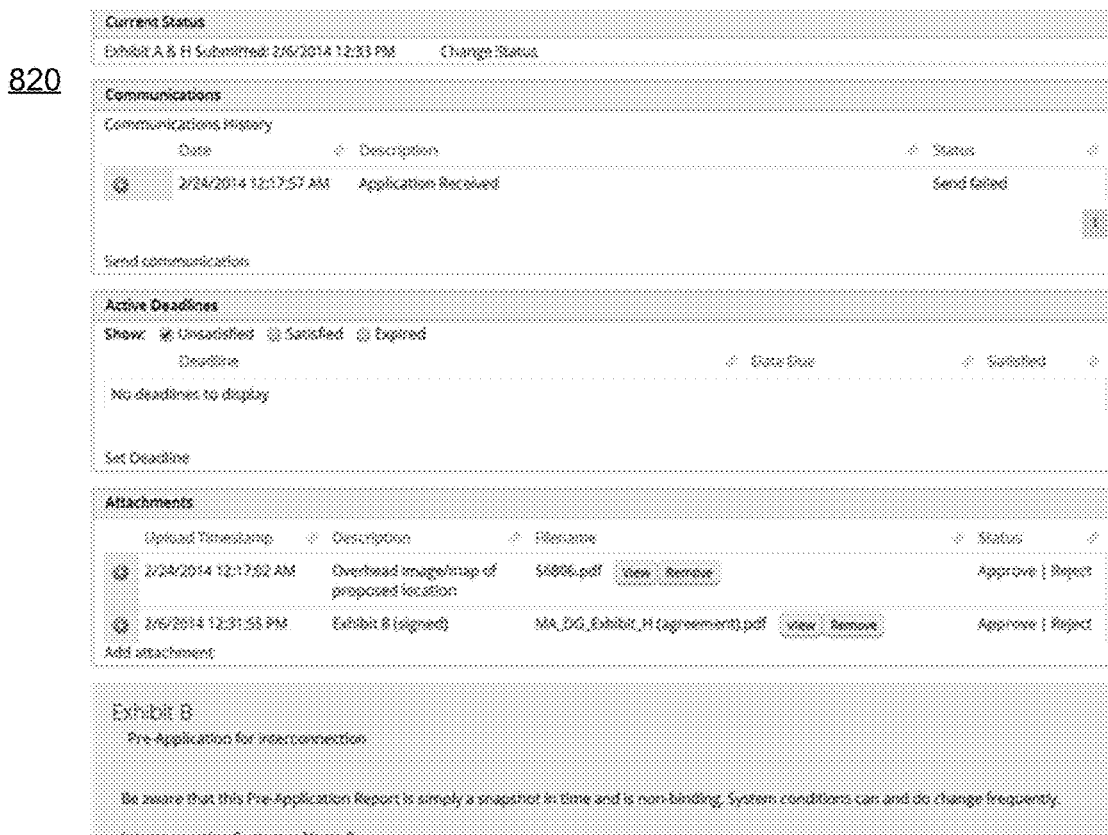 Current Status
Exhibit A & H Submitted: 2/6/2014 12:33 PM Change Status
820
Communications
Communications History
Date Description Status
2/24/2014 12:17:57 AM Application Received Send failed
1
Send communication
Active Deadlines
Show: Unsatisfied Satisfied Expired
Deadline Date Due Satisfied
No deadlines to display
Set Deadline
Attachments
Upload Timestamp Description Filename Status
2/24/2014 12:17:02 AM Overhead image/map of proposed location View Remove Approve | Reject
2/6/2014 12:31:55 PM Exhibit B (signed) MA_DG_Exhibit_H (agreement).pdf View Remove Approve | Reject
Add attachment
Exhibit B
Pre-Application for interconnection
Be aware that this Pre-Application Report is simply a snapshot in time and is non-binding. System conditions can and do change frequently.